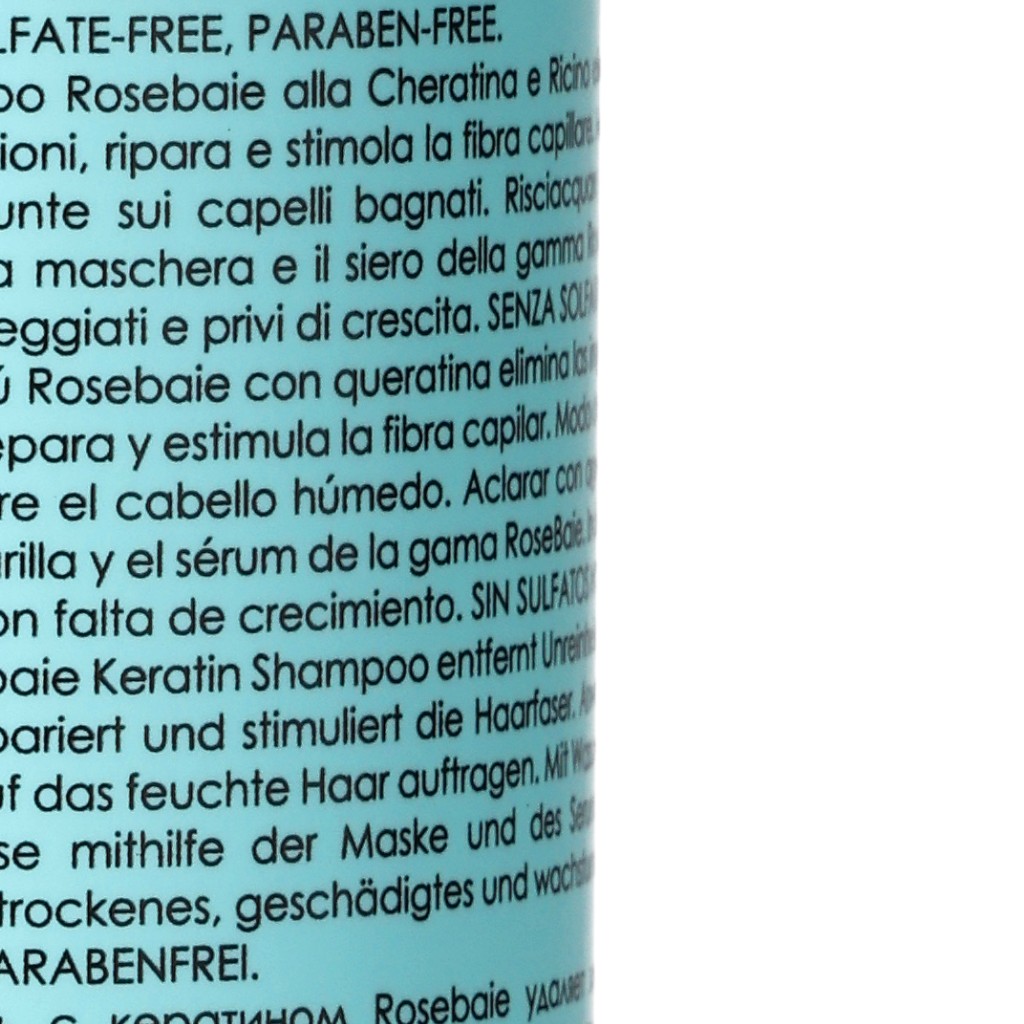 LFATE-FREE, PARABEN-FREE.
Rosebaie alla Cheratina e Ricino
ioni, ripara e stimola la fibra capillare.
unte sui capelli bagnati.
a maschera e il siero della gamma
eggiati e privi di crescita. SENZA
Rosebaie con queratina elimina las
epara y estimula la fibra capilar. Modo
re el cabello húmedo. Aclarar con
rilla y el sérum de la gama RoseBaie.
on falta de crecimiento. SIN SULFATOS
baie Keratin Shampoo entfernt
pariert und stimuliert die Haarfaser.
uf das feuchte Haar auftragen. Mit
se mithilfe der Maske und des
trockenes, geschädigtes und
ARABENFREI.
с кератином Rosebaie удаляет